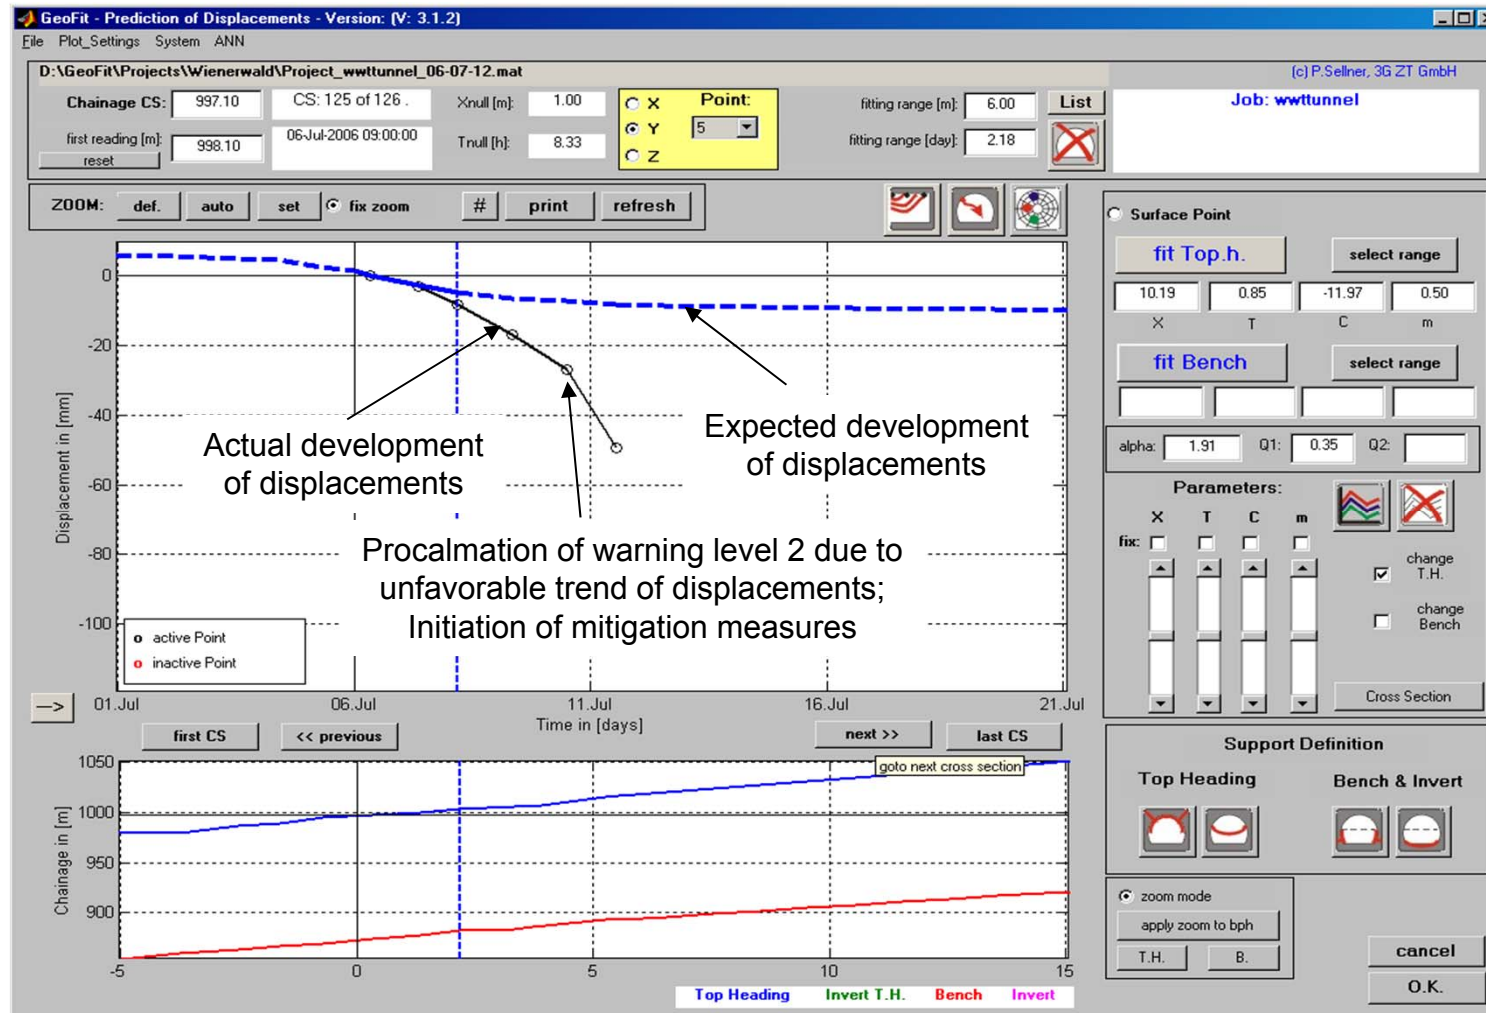 GeoFit - Prediction of Displacements - Version: (V: 3.1.2)
File Plot_Settings System ANN
D:\GeoFit\Projects\Wienerwald\Project_wwttunnel_06-07-12.mat
(c) P.Sellner, 3G ZT GmbH
Chainage CS: 997.10 CS: 125 of 126 . Xnull [m]: 1.00 X Point: fitting range [m]: 6.00 List Job: wwttunnel
Y 5
first reading [m]: 998.10 06-Jul-2006 09:00:00 Tnull [h]: 8.33 fitting range [day]: 2.18
reset Z
ZOOM: def. auto set fix zoom # print refresh
Surface Point
fit Top.h. select range
10.19 0.85 -11.97 0.50
X T C m
fit Bench select range
alpha: 1.91 Q1: 0.35 Q2:
Parameters:
X T C m
fix:
change
T.H.
change
Bench
Cross Section
Displacement in [mm]
0
-20
-40
-60
-80
-100
Actual development
of displacements
Expected development
of displacements
Procalmation of warning level 2 due to
unfavorable trend of displacements;
Initiation of mitigation measures
o active Point
o inactive Point
--> 01.Jul 06.Jul 11.Jul 16.Jul 21.Jul
Time in [days]
first CS << previous next >> last CS
goto next cross section
Chainage in [m]
1050
1000
950
900
-5 0 5 10 15
Top Heading Invert T.H. Bench Invert
Support Definition
Top Heading Bench & Invert
zoom mode
apply zoom to bph
T.H. B.
cancel
O.K.